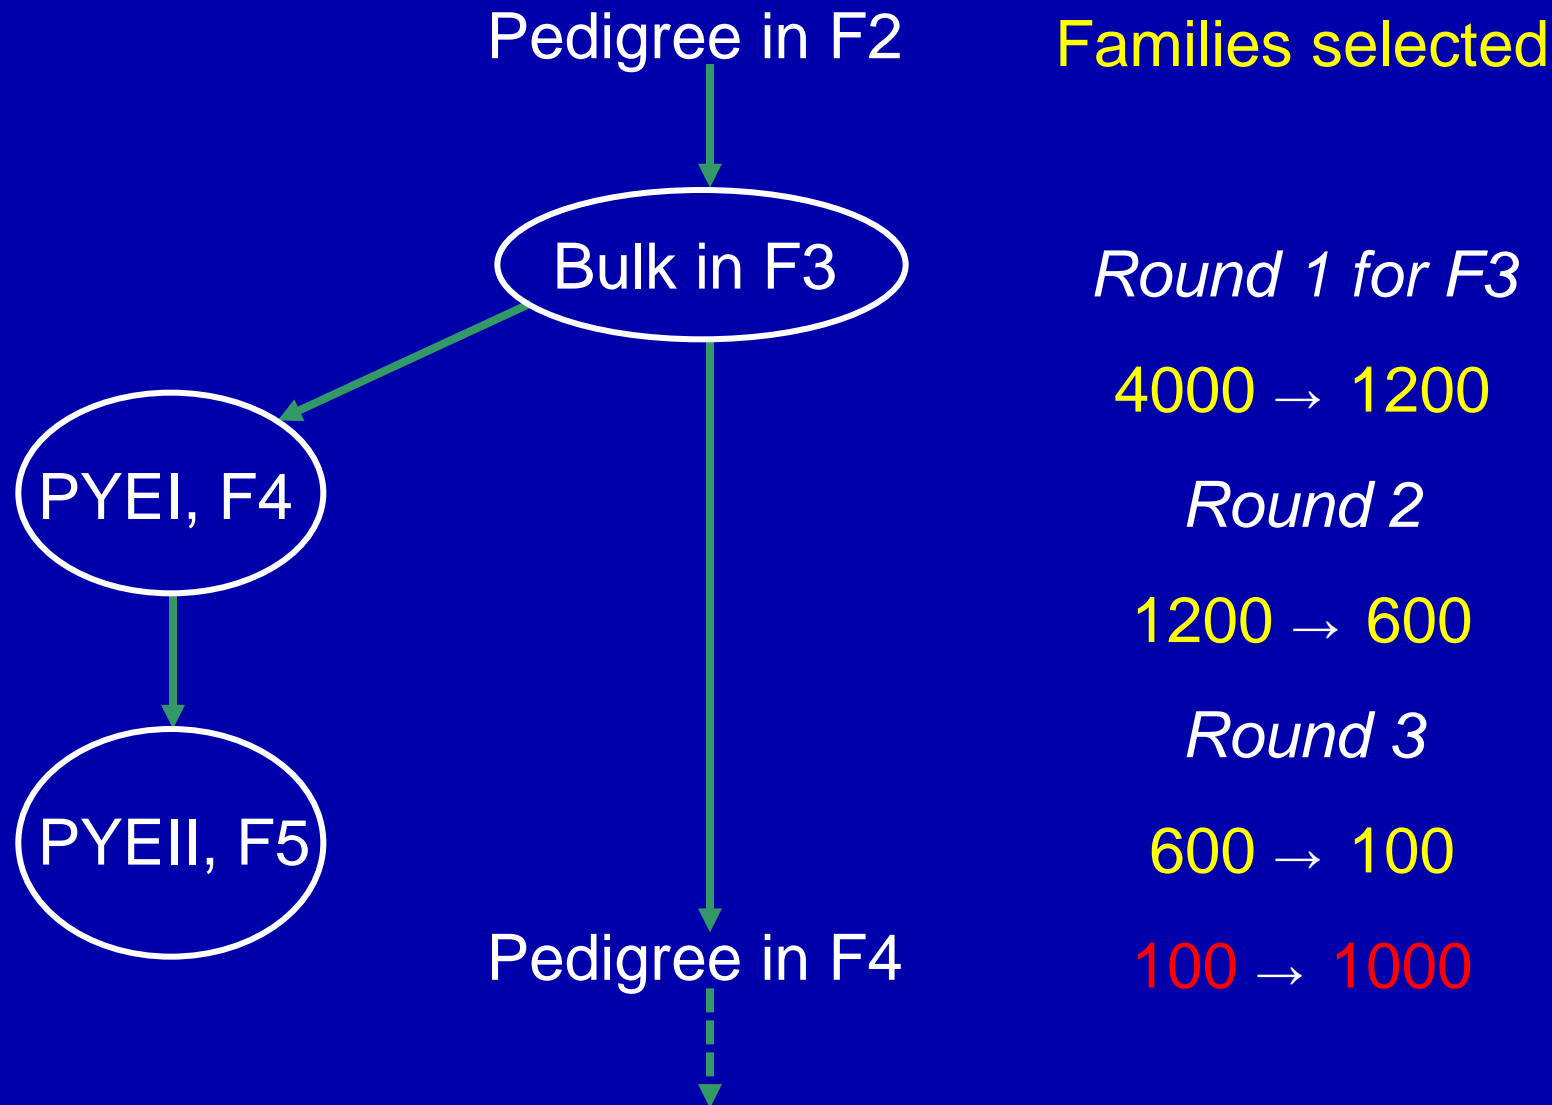 Pedigree in F2
Families selected
Bulk in F3
Round 1 for F3
4000 → 1200
PYEI, F4
Round 2
1200 → 600
Round 3
PYEII, F5
600 → 100
Pedigree in F4
100 → 1000